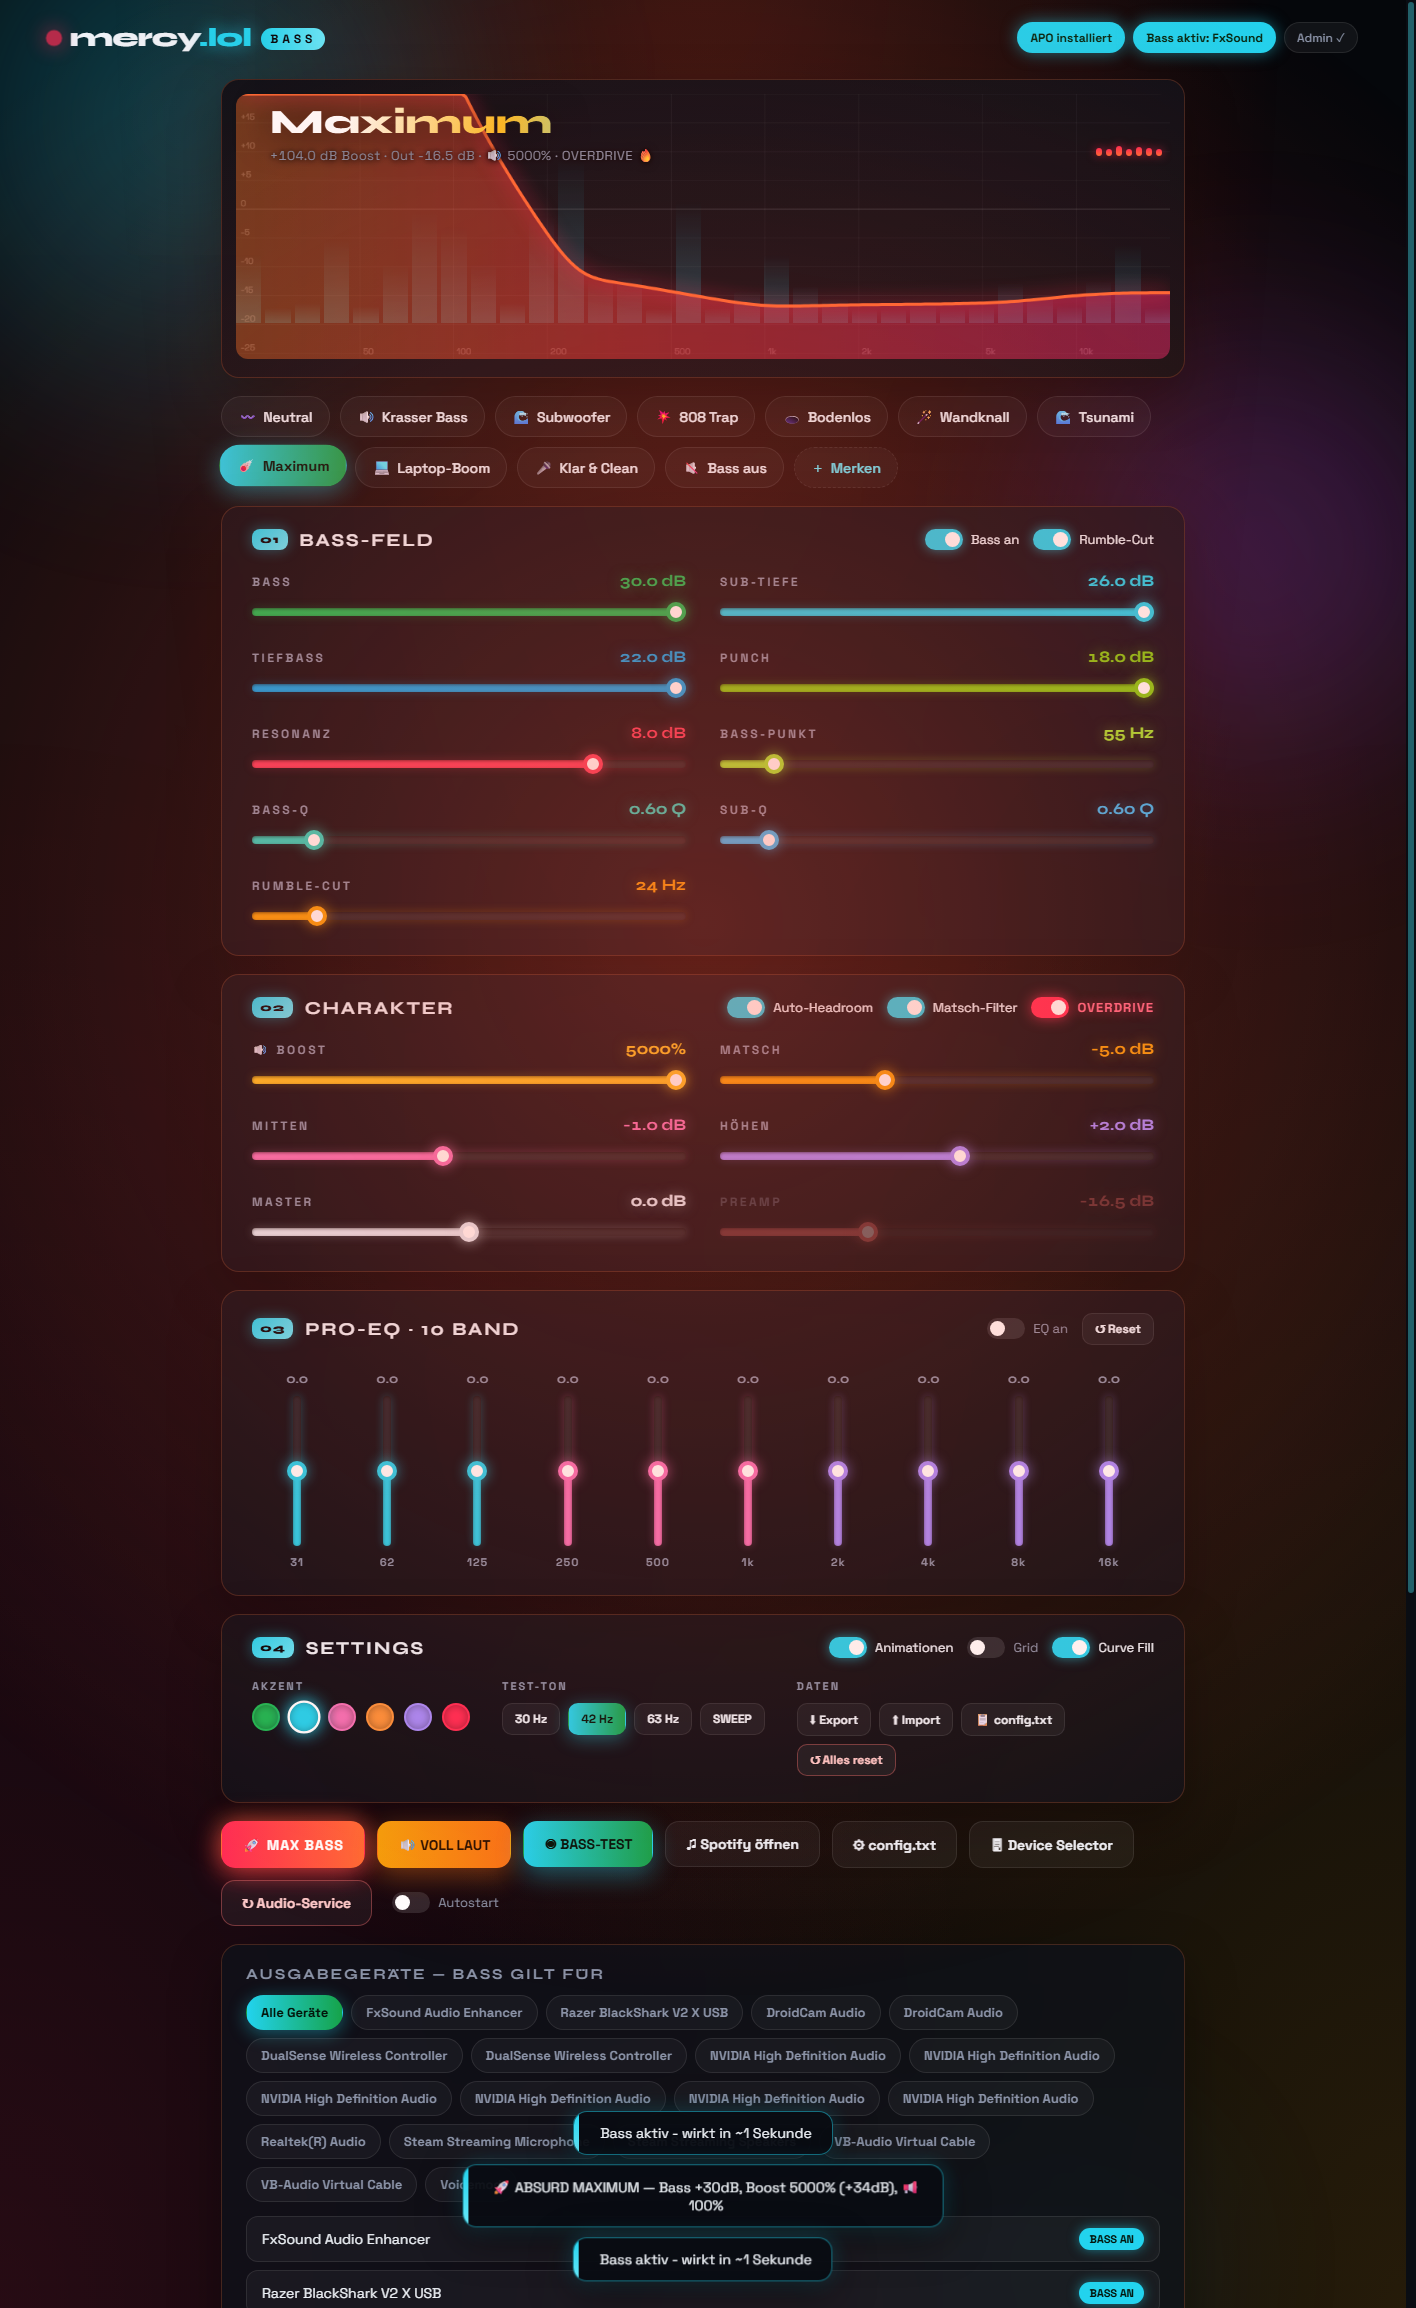 mercy.lol BASS
APO installiert
Bass aktiv: FxSound
Admin ✓
Maximum
+104.0 dB Boost · Out -16.5 dB · 🔊 5000% · OVERDRIVE 🔥
+15
+10
+5
0
-5
-10
-15
-20
-25
50 100 200 500 1k 2k 5k 10k
Neutral
Krasser Bass
Subwoofer
808 Trap
Bodenlos
Wandknall
Tsunami
Maximum
Laptop-Boom
Klar & Clean
Bass aus
+ Merken
01 BASS-FELD
Bass an
Rumble-Cut
BASS 30.0 dB
SUB-TIEFE 26.0 dB
TIEFBASS 22.0 dB
PUNCH 18.0 dB
RESONANZ 8.0 dB
BASS-PUNKT 55 Hz
BASS-Q 0.60 Q
SUB-Q 0.60 Q
RUMBLE-CUT 24 Hz
02 CHARAKTER
Auto-Headroom
Matsch-Filter
OVERDRIVE
🔊 BOOST 5000%
MATSCH -5.0 dB
MITTEN -1.0 dB
HÖHEN +2.0 dB
MASTER 0.0 dB
PREAMP -16.5 dB
03 PRO-EQ · 10 BAND
EQ an
↺ Reset
0.0 0.0 0.0 0.0 0.0 0.0 0.0 0.0 0.0 0.0
31 62 125 250 500 1k 2k 4k 8k 16k
04 SETTINGS
Animationen
Grid
Curve Fill
AKZENT
TEST-TON
30 Hz
42 Hz
63 Hz
SWEEP
DATEN
⬇ Export
⬆ Import
config.txt
↺ Alles reset
🚀 MAX BASS
🔊 VOLL LAUT
◉ BASS-TEST
♫ Spotify öffnen
⚙ config.txt
Device Selector
↻ Audio-Service
Autostart
AUSGABEGERÄTE — BASS GILT FÜR
Alle Geräte
FxSound Audio Enhancer
Razer BlackShark V2 X USB
DroidCam Audio
DroidCam Audio
DualSense Wireless Controller
DualSense Wireless Controller
NVIDIA High Definition Audio
NVIDIA High Definition Audio
NVIDIA High Definition Audio
NVIDIA High Definition Audio
NVIDIA High Definition Audio
NVIDIA High Definition Audio
Realtek(R) Audio
Steam Streaming
VB-Audio Virtual Cable
VB-Audio Virtual Cable
Bass aktiv - wirkt in ~1 Sekunde
🚀 ABSURD MAXIMUM — Bass +30dB, Boost 5000% (+34dB), 📢
100%
Bass aktiv - wirkt in ~1 Sekunde
FxSound Audio Enhancer
BASS AN
Razer BlackShark V2 X USB
BASS AN